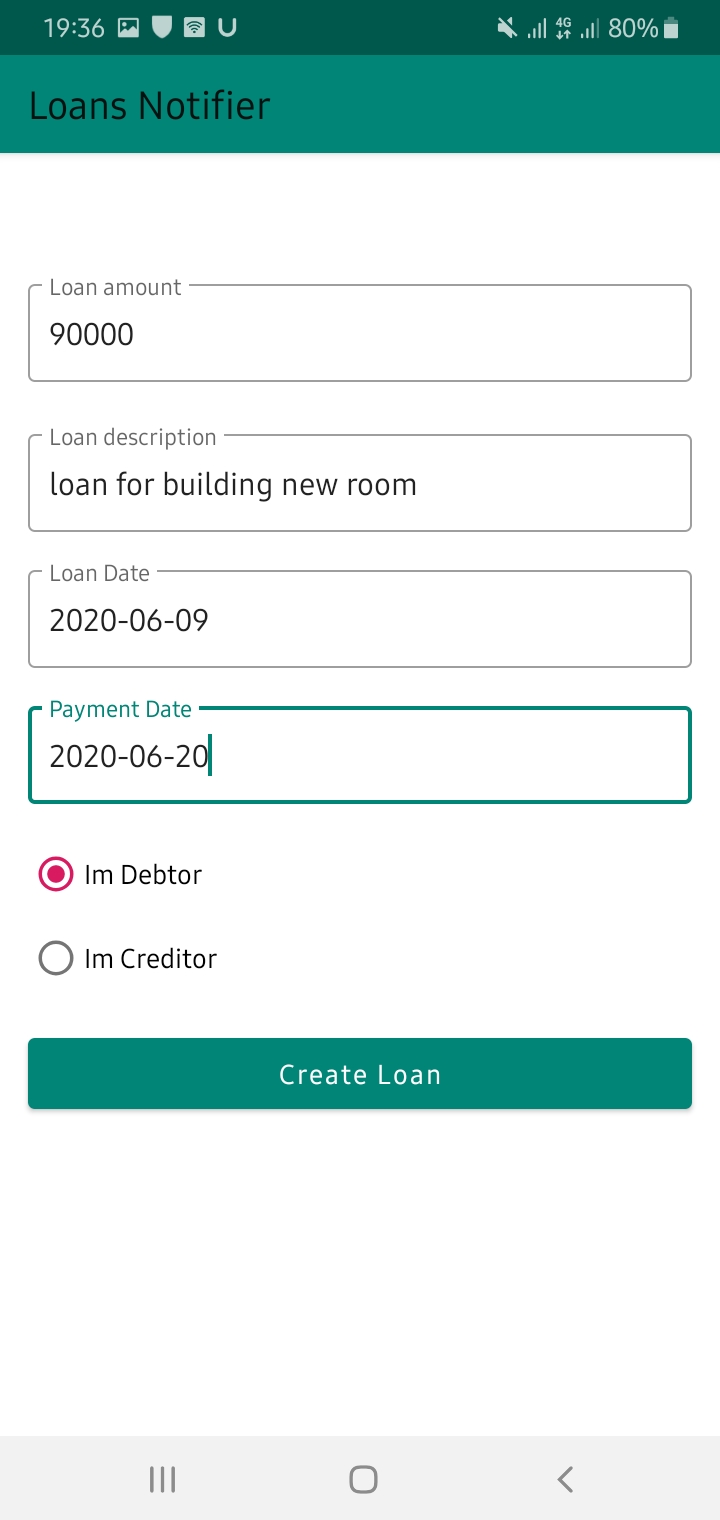 19:36 4G 80%
Loans Notifier
Loan amount
90000
Loan description
loan for building new room
Loan Date
2020-06-09
Payment Date
2020-06-20
Im Debtor
Im Creditor
Create Loan